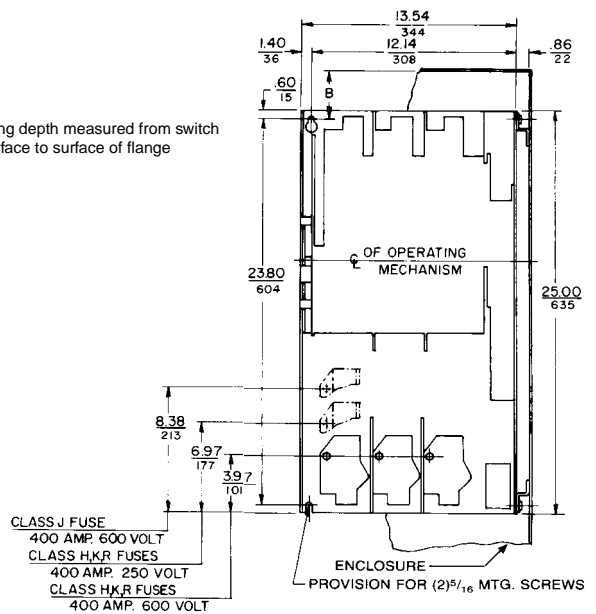 13.54
344
1.40
36
12.14
308
.86
22
.60
15
B
ng depth measured from switch
face to surface of flange
℄ OF OPERATING
MECHANISM
23.80
604
25.00
635
8.38
213
6.97
177
3.97
101
CLASS J FUSE
400 AMP. 600 VOLT
CLASS H,K,R FUSES
400 AMP. 250 VOLT
CLASS H,K,R FUSES
400 AMP. 600 VOLT
ENCLOSURE
PROVISION FOR (2)5/16 MTG. SCREWS